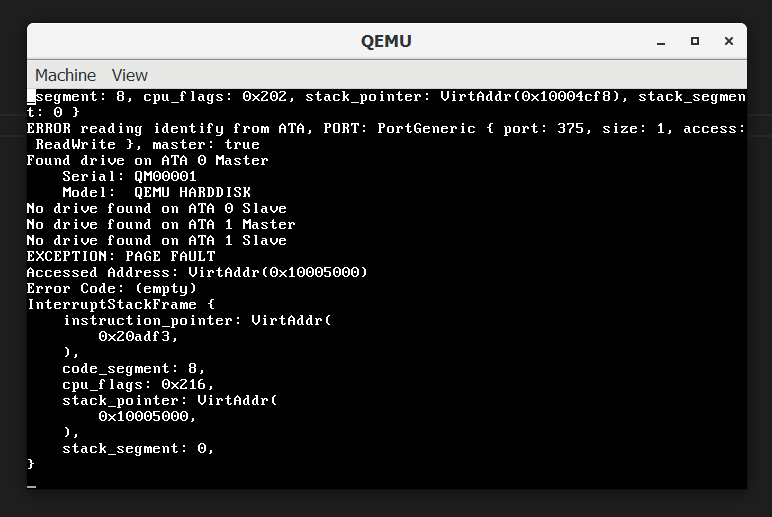 QEMU
Machine View
_segment: 8, cpu_flags: 0x202, stack_pointer: VirtAddr(0x10004cf8), stack_segmen
t: 0 }
ERROR reading identify from ATA, PORT: PortGeneric { port: 375, size: 1, access:
 ReadWrite }, master: true
Found drive on ATA 0 Master
    Serial: QM00001
    Model:  QEMU HARDDISK
No drive found on ATA 0 Slave
No drive found on ATA 1 Master
No drive found on ATA 1 Slave
EXCEPTION: PAGE FAULT
Accessed Address: VirtAddr(0x10005000)
Error Code: (empty)
InterruptStackFrame {
    instruction_pointer: VirtAddr(
        0x20adf3,
    ),
    code_segment: 8,
    cpu_flags: 0x216,
    stack_pointer: VirtAddr(
        0x10005000,
    ),
    stack_segment: 0,
}